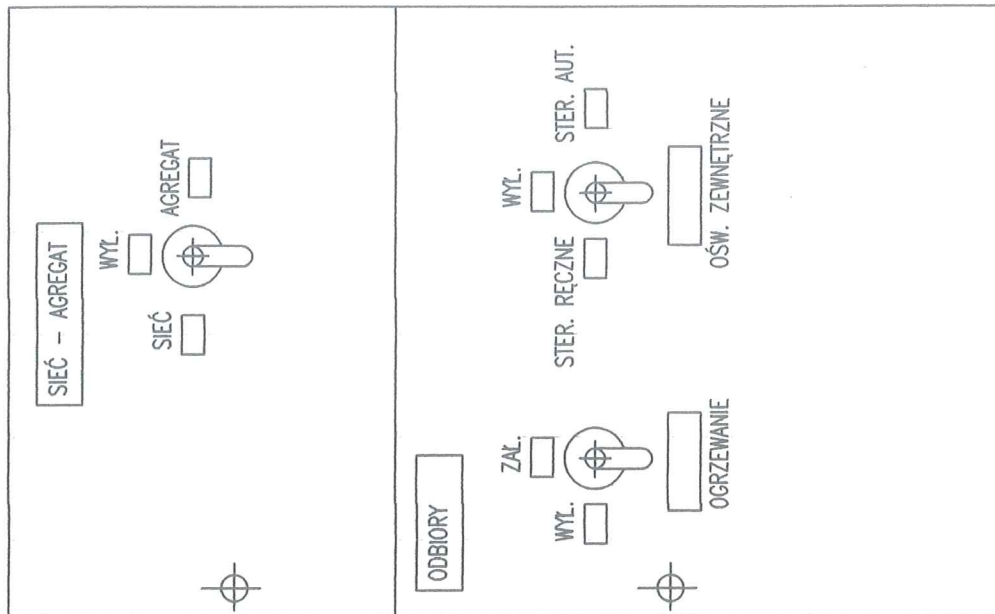 SIEĆ - AGREGAT
WYŁ.
SIEĆ
AGREGAT
ODBIORY
ZAŁ.
WYŁ.
OGRZEWANIE
WYŁ.
STER. RĘCZNE
STER. AUT.
OŚW. ZEWNĘTRZNE